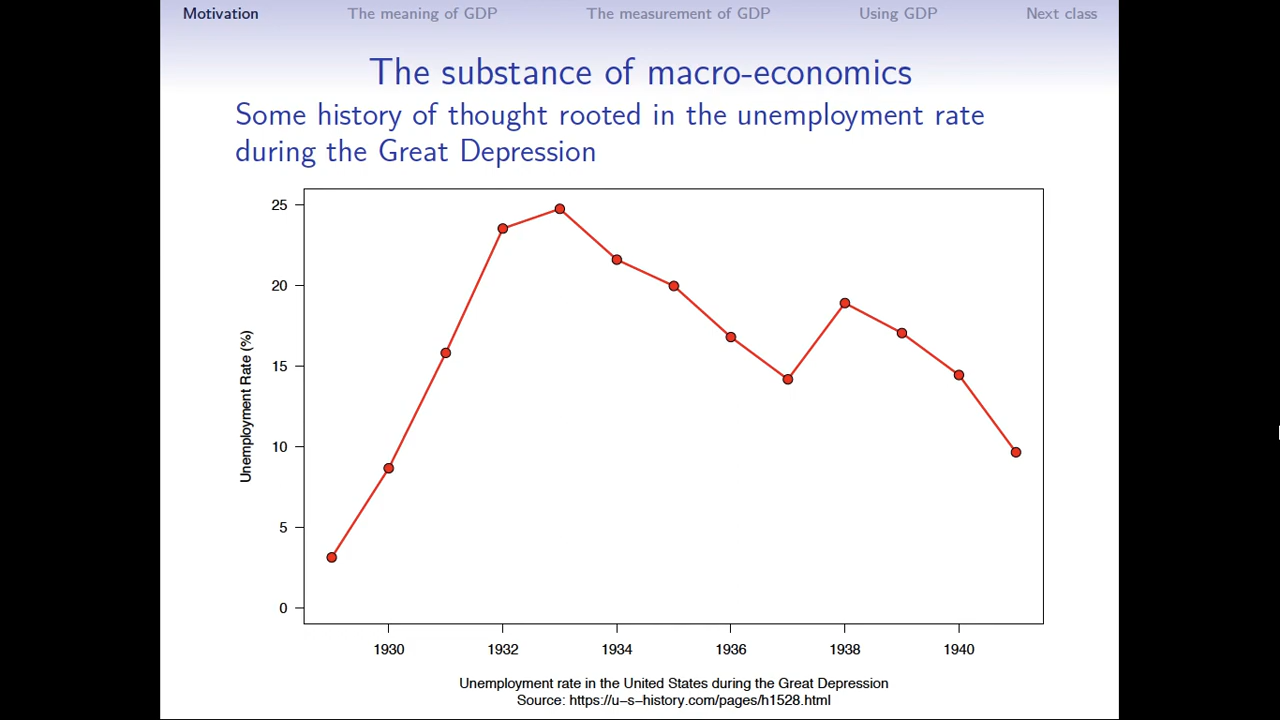 Motivation The meaning of GDP The measurement of GDP Using GDP Next class
The substance of macro-economics
Some history of thought rooted in the unemployment rate
during the Great Depression
25
20
15
10
5
0
Unemployment Rate (%)
1930 1932 1934 1936 1938 1940
Unemployment rate in the United States during the Great Depression
Source: https://u−s−history.com/pages/h1528.html